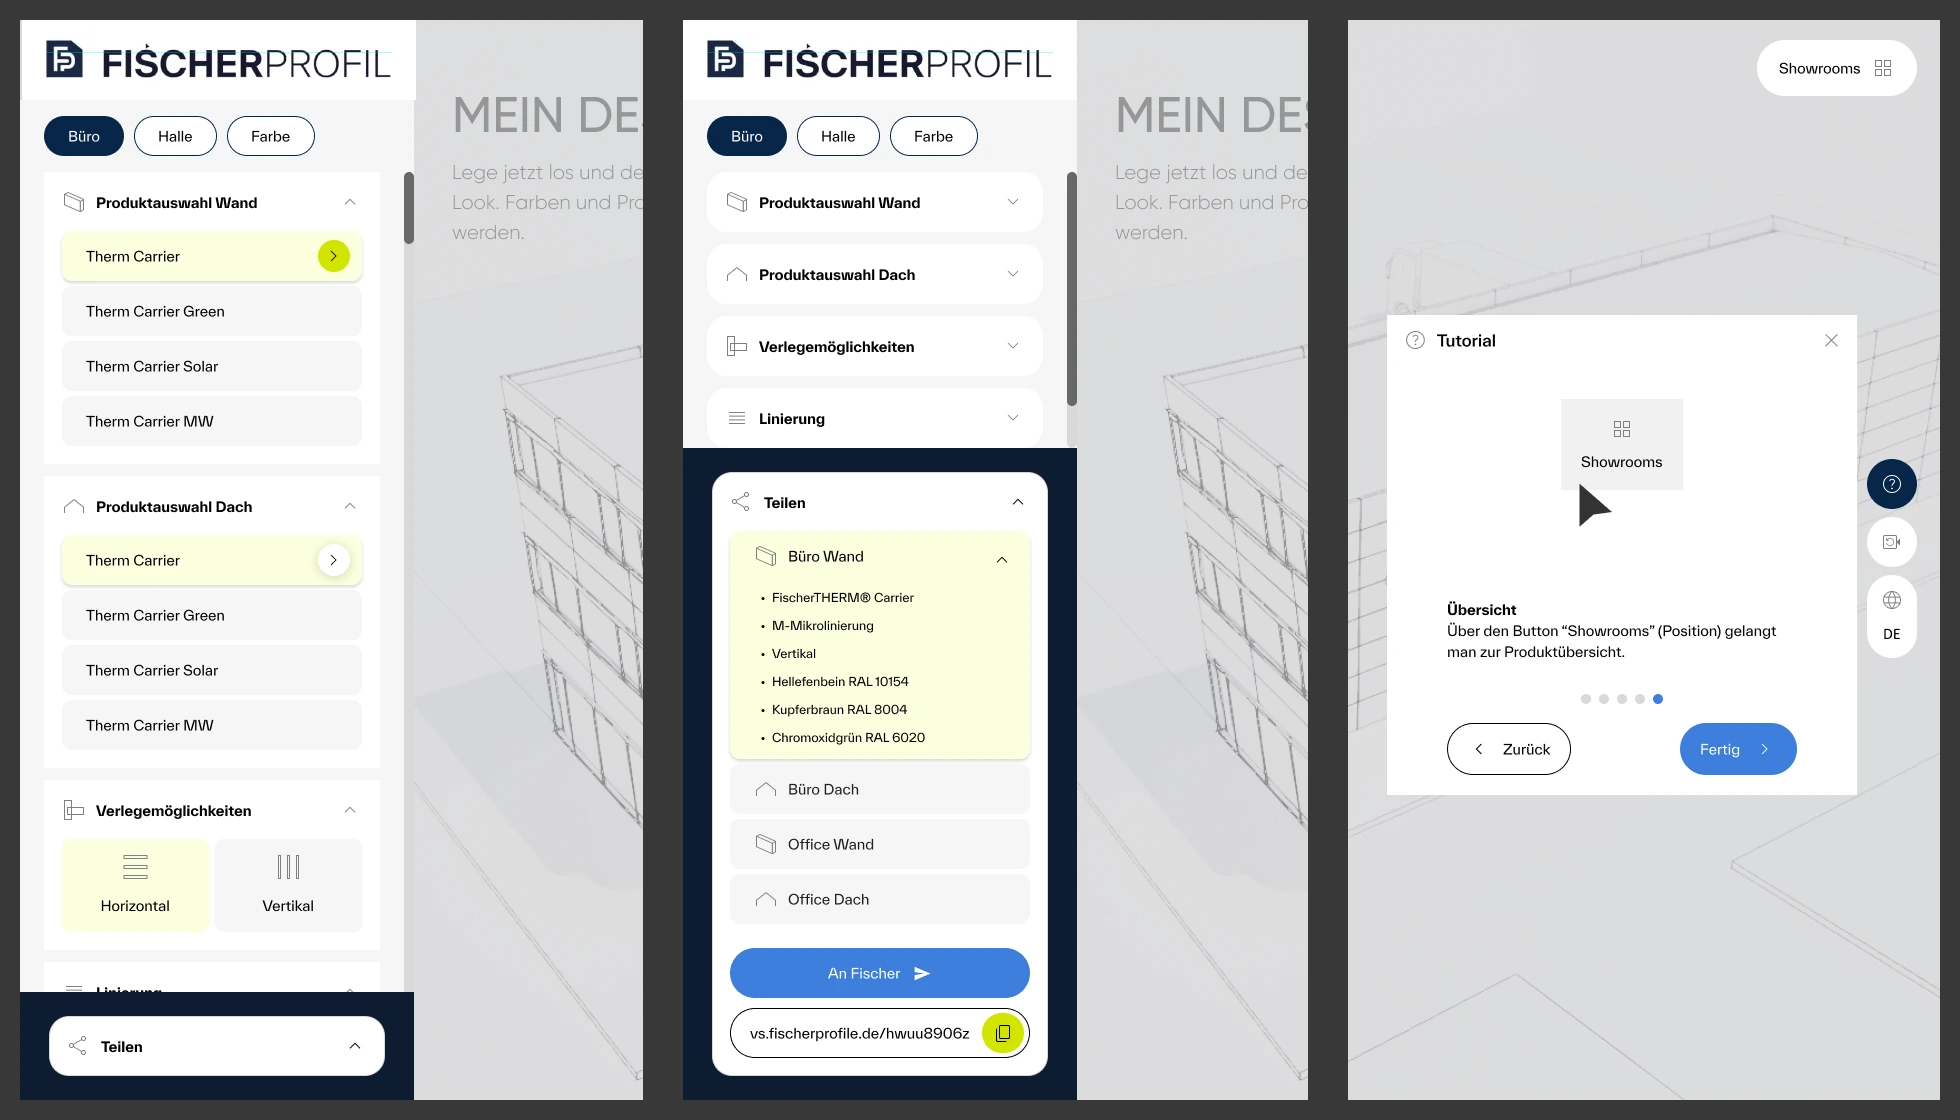 FISCHERPROFIL
Büro
Halle
Farbe
Produktauswahl Wand
Therm Carrier
Therm Carrier Green
Therm Carrier Solar
Therm Carrier MW
Produktauswahl Dach
Therm Carrier
Therm Carrier Green
Therm Carrier Solar
Therm Carrier MW
Verlegemöglichkeiten
Horizontal
Vertikal
Linierung
Teilen
MEIN DE
Lege jetzt los und de
Look. Farben und Pro
werden.
FISCHERPROFIL
Büro
Halle
Farbe
Produktauswahl Wand
Produktauswahl Dach
Verlegemöglichkeiten
Linierung
Teilen
Büro Wand
• FischerTHERM® Carrier
• M-Mikrolinierung
• Vertikal
• Hellefenbein RAL 10154
• Kupferbraun RAL 8004
• Chromoxidgrün RAL 6020
Büro Dach
Office Wand
Office Dach
An Fischer
vs.fischerprofile.de/hwuu8906z
MEIN DES
Lege jetzt los und de
Look. Farben und Pro
werden.
Showrooms
Tutorial
Showrooms
Übersicht
Über den Button “Showrooms” (Position) gelangt
man zur Produktübersicht.
Zurück
Fertig
DE